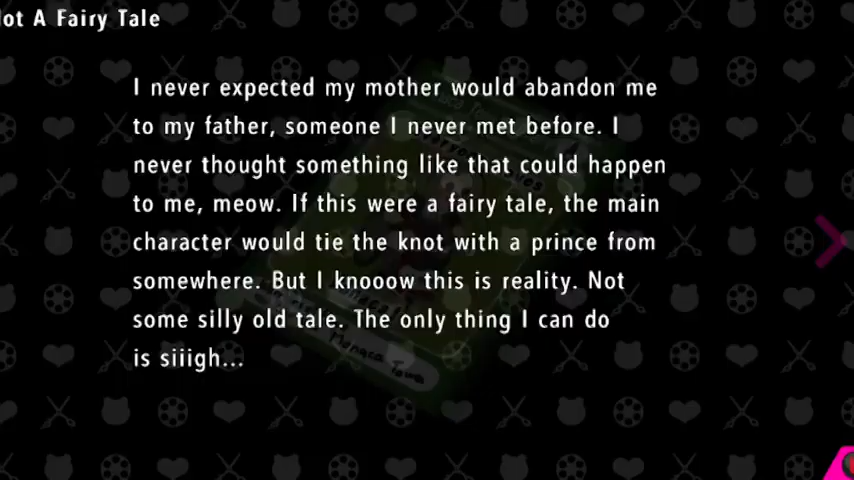 ot A Fairy Tale
I never expected my mother would abandon me
to my father, someone I never met before. I
never thought something like that could happen
to me, meow. If this were a fairy tale, the main
character would tie the knot with a prince from
somewhere. But I knooow this is reality. Not
some silly old tale. The only thing I can do
is siiigh...
Monaca Towa